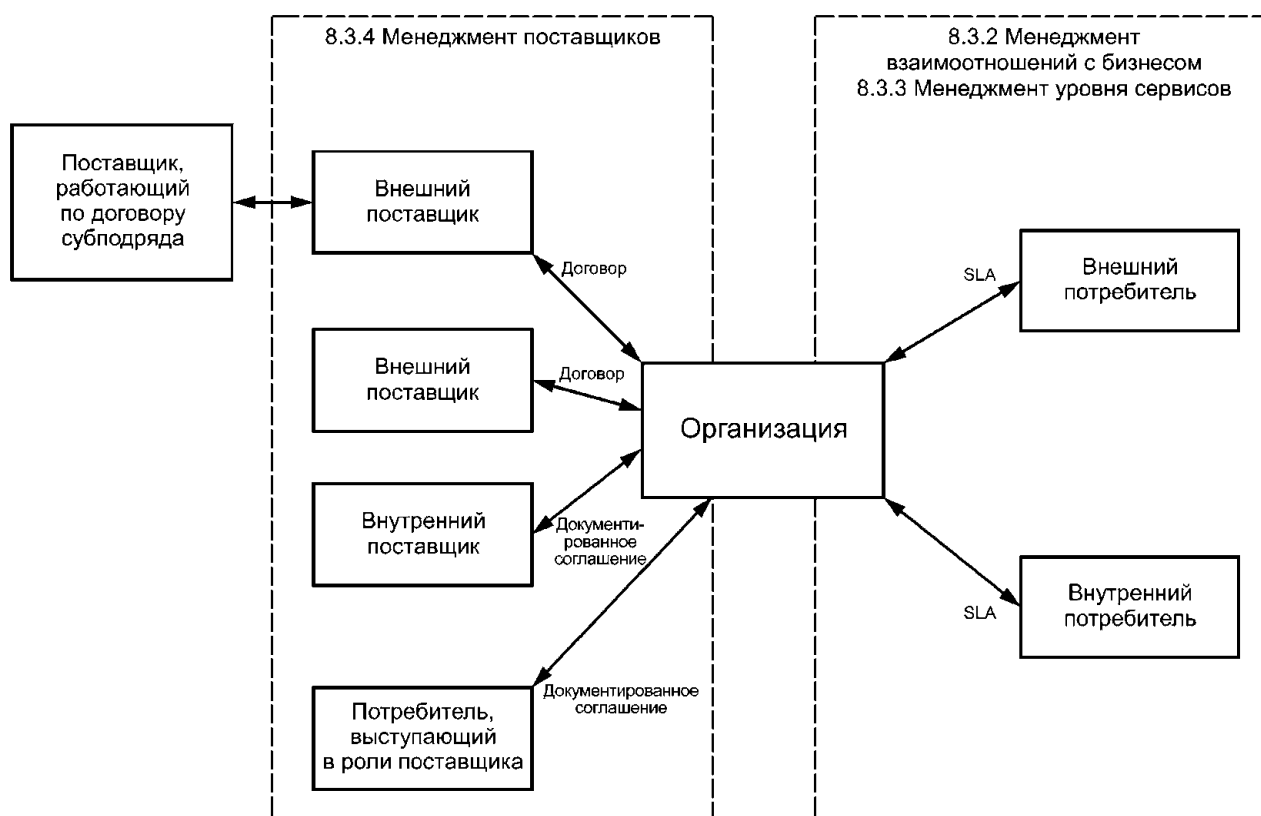 8.3.4 Менеджмент поставщиков
8.3.2 Менеджмент
взаимоотношений с бизнесом
8.3.3 Менеджмент уровня сервисов
Поставщик,
работающий
по договору
субподряда
Внешний
поставщик
Договор
Внешний
поставщик
Договор
Внутренний
поставщик
Документи-
рованное
соглашение
Потребитель,
выступающий
в роли поставщика
Документированное
соглашение
Организация
SLA
Внешний
потребитель
SLA
Внутренний
потребитель